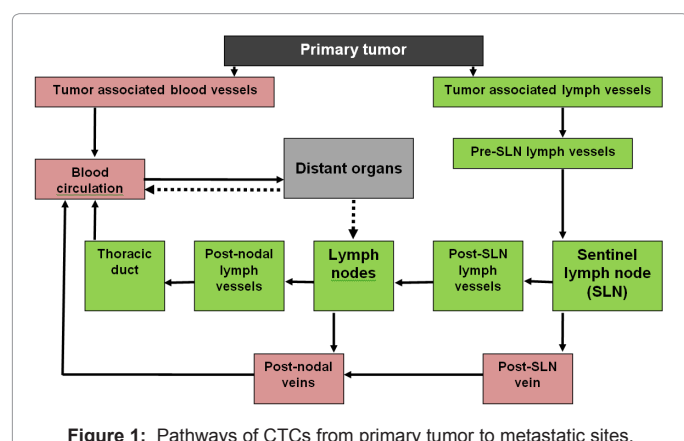 Primary tumor
Tumor associated blood vessels
Tumor associated lymph vessels
Pre-SLN lymph vessels
Blood
circulation
Distant organs
Thoracic
duct
Post-nodal
lymph
vessels
Lymph
nodes
Post-SLN
lymph
vessels
Sentinel
lymph node
(SLN)
Post-nodal
veins
Post-SLN
vein
Figure 1: Pathways of CTCs from primary tumor to metastatic sites.